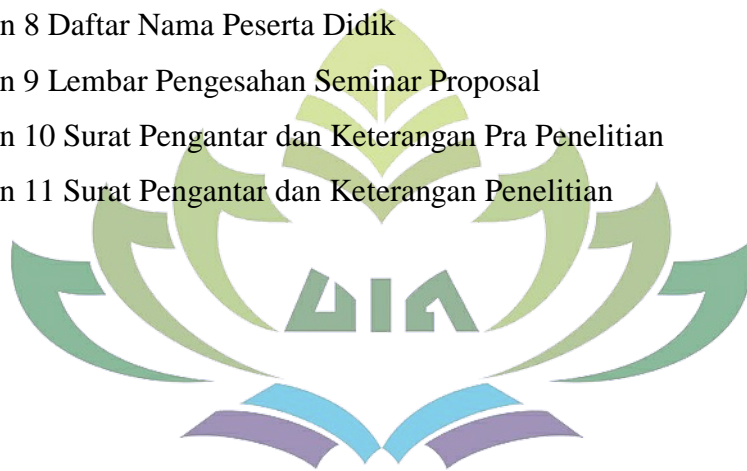 n 8 Daftar Nama Peserta Didik
n 9 Lembar Pengesahan Seminar Proposal
n 10 Surat Pengantar dan Keterangan Pra Penelitian
n 11 Surat Pengantar dan Keterangan Penelitian
UIN